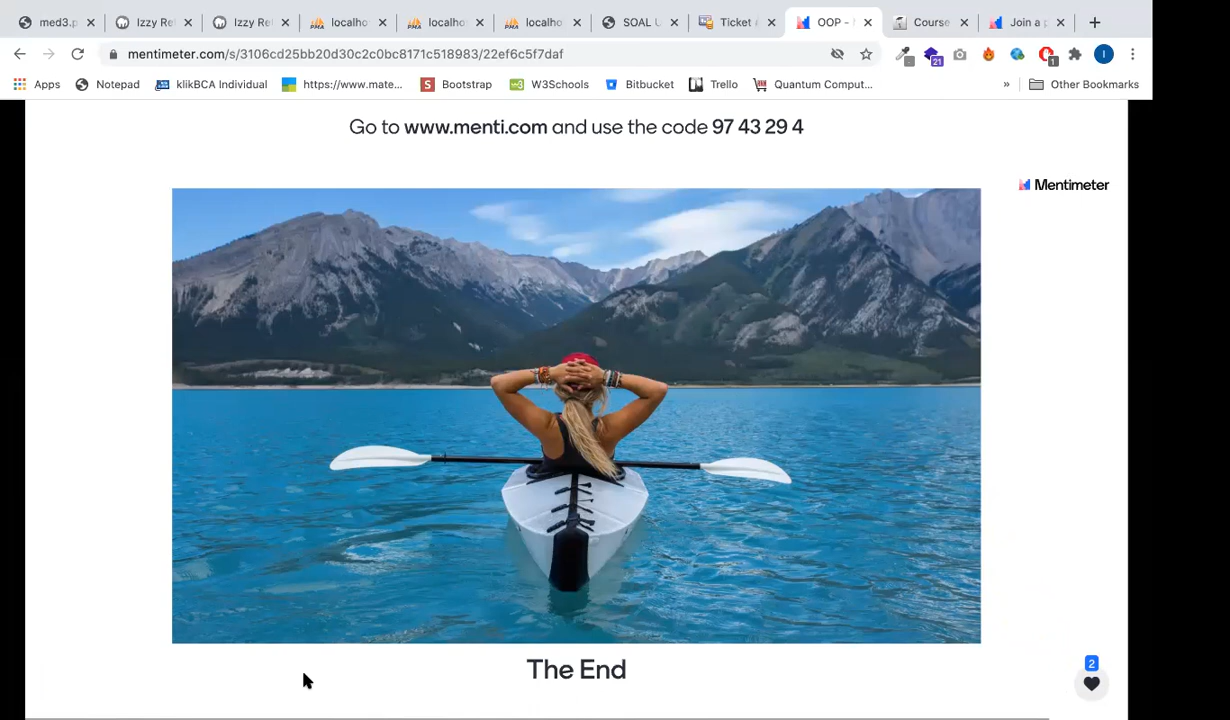 med3.p
Izzy Re
Izzy Re
localho
localho
localho
SOAL U
Ticket
OOP -
Course
Join a p
mentimeter.com/s/3106cd25bb20d30c2c0bc8171c518983/22ef6c5f7daf
21
1
I
Apps
Notepad
klikBCA Individual
https://www.mate...
Bootstrap
W3Schools
Bitbucket
Trello
Quantum Comput...
»
Other Bookmarks
Go to www.menti.com and use the code 97 43 29 4
Mentimeter
The End
2